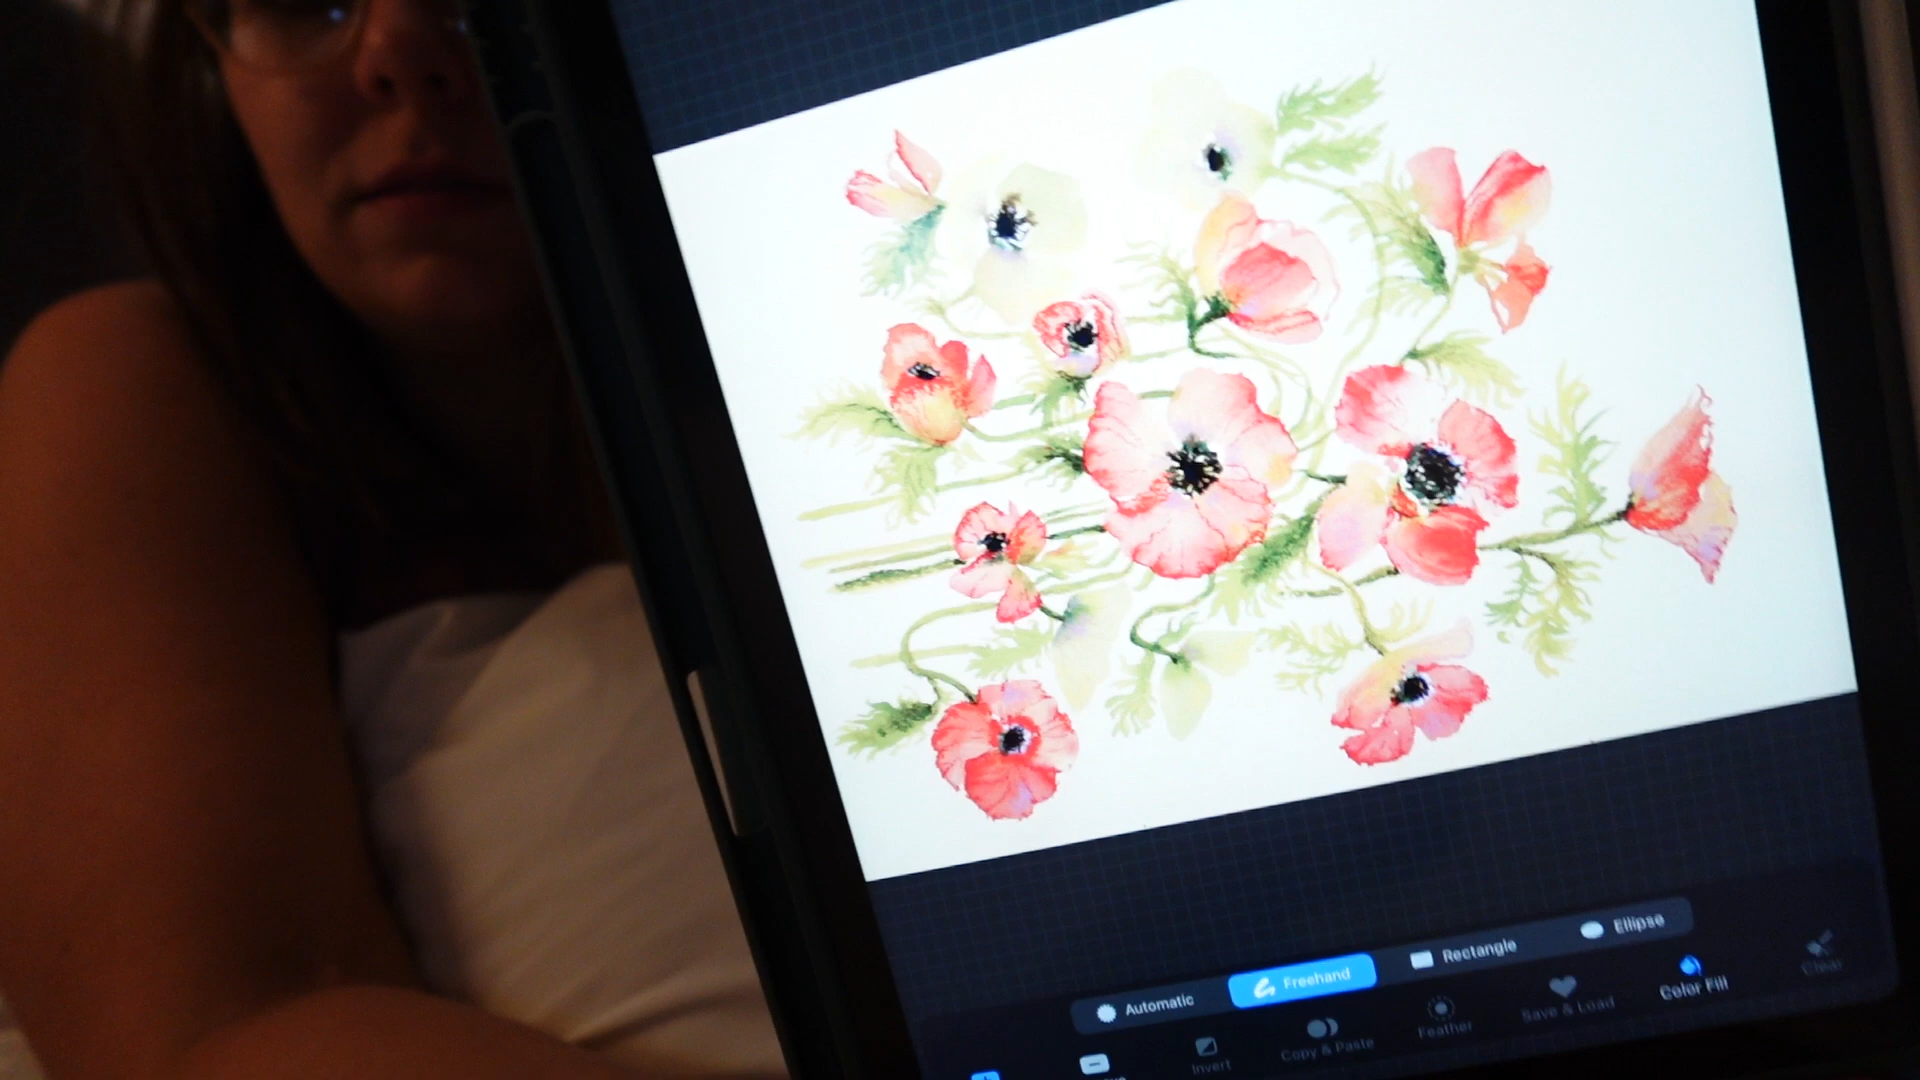 Automatic
Freehand
Rectangle
Ellipse
Invert
Copy & Paste
Feather
Save & Load
Color Fill
Clear